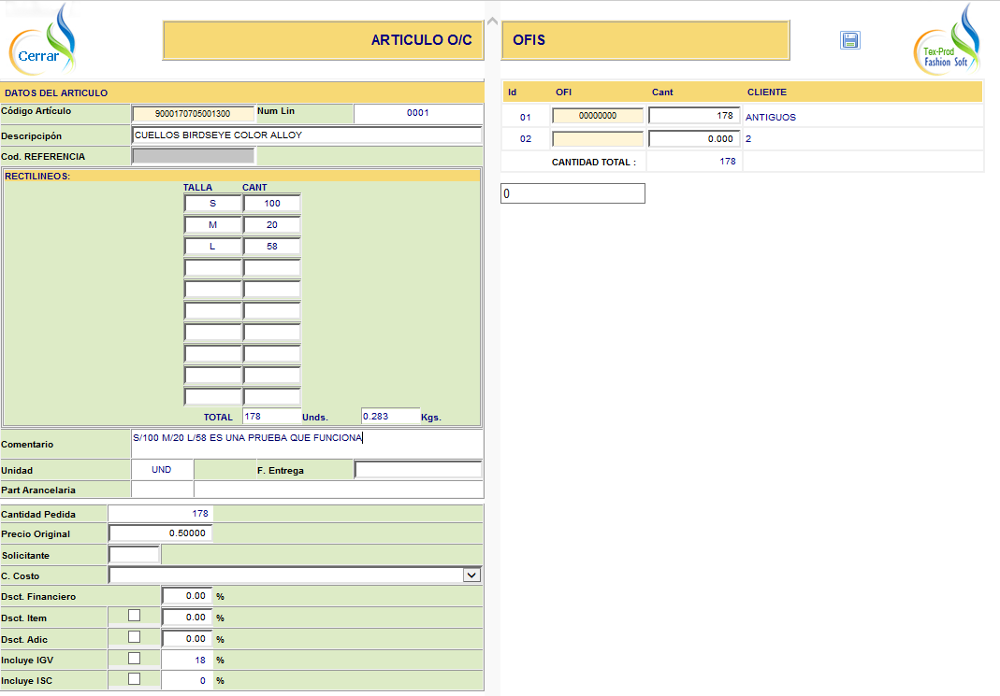 Cerrar
ARTICULO O/C
OFIS
Tex-Prod
Fashion Soft
DATOS DEL ARTICULO
Código Artículo 9000170705001300 Num Lin 0001
Descripcipón CUELLOS BIRDSEYE COLOR ALLOY
Cod. REFERENCIA
RECTILINEOS:
TALLA CANT
S 100
M 20
L 58
TOTAL 178 Unds. 0.283 Kgs.
Comentario S/100 M/20 L/58 ES UNA PRUEBA QUE FUNCIONA
Unidad UND F. Entrega
Part Arancelaria
Cantidad Pedida 178
Precio Original 0.50000
Solicitante
C. Costo
Dsct. Financiero 0.00 %
Dsct. Item 0.00 %
Dsct. Adic 0.00 %
Incluye IGV 18 %
Incluye ISC 0 %
Id OFI Cant CLIENTE
01 00000000 178 ANTIGUOS
02 0.000 2
CANTIDAD TOTAL : 178
0